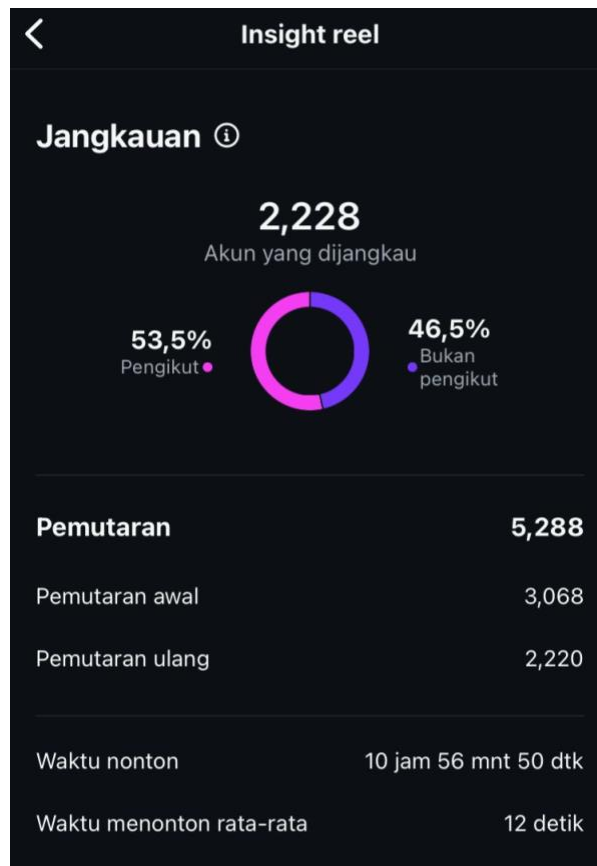 Insight reel
Jangkauan
2,228
Akun yang dijangkau
53,5%
Pengikut
46,5%
Bukan
pengikut
Pemutaran 5,288
Pemutaran awal 3,068
Pemutaran ulang 2,220
Waktu nonton 10 jam 56 mnt 50 dtk
Waktu menonton rata-rata 12 detik